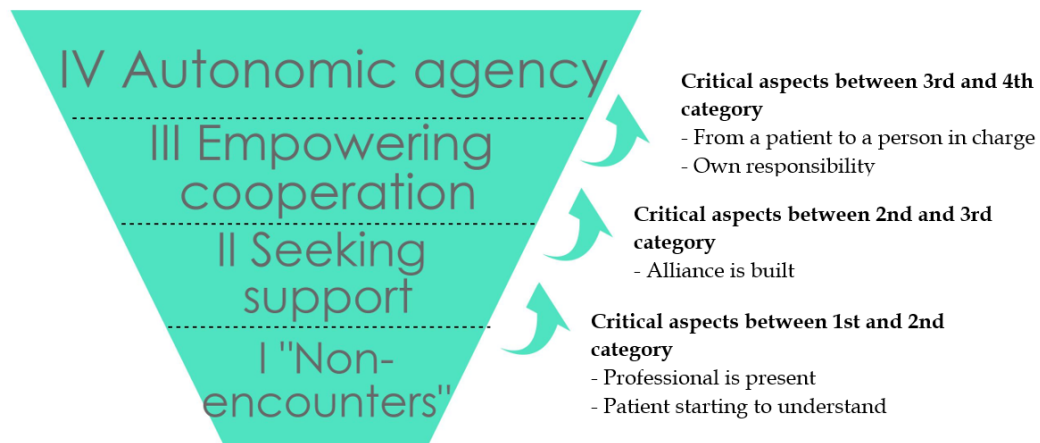 IV Autonomic agency
III Empowering
cooperation
II Seeking
support
I "Non-
encounters"
Critical aspects between 3rd and 4th
category
- From a patient to a person in charge
- Own responsibility
Critical aspects between 2nd and 3rd
category
- Alliance is built
Critical aspects between 1st and 2nd
category
- Professional is present
- Patient starting to understand